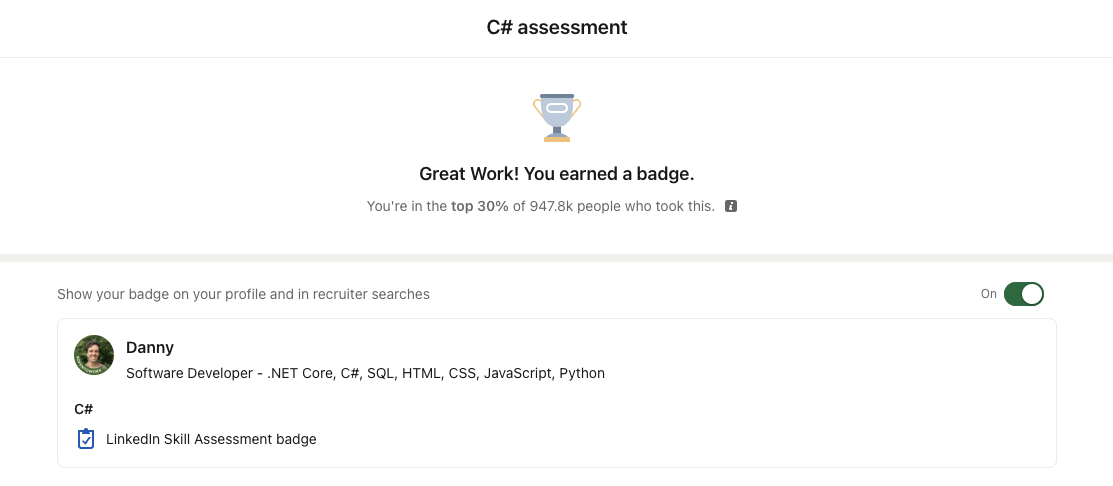 C# assessment
Great Work! You earned a badge.
You're in the top 30% of 947.8k people who took this.
Show your badge on your profile and in recruiter searches
On
Danny
Software Developer - .NET Core, C#, SQL, HTML, CSS, JavaScript, Python
C#
LinkedIn Skill Assessment badge